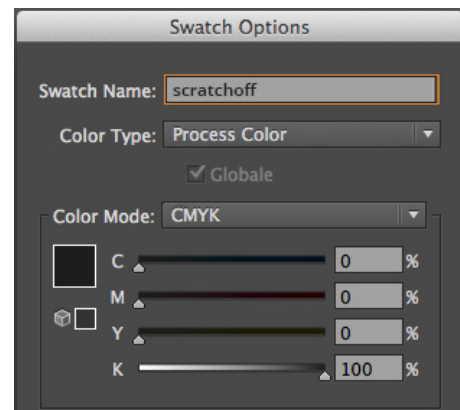 Swatch Options
Swatch Name: scratchoff
Color Type: Process Color
Globale
Color Mode: CMYK
C 0 %
M 0 %
Y 0 %
K 100 %